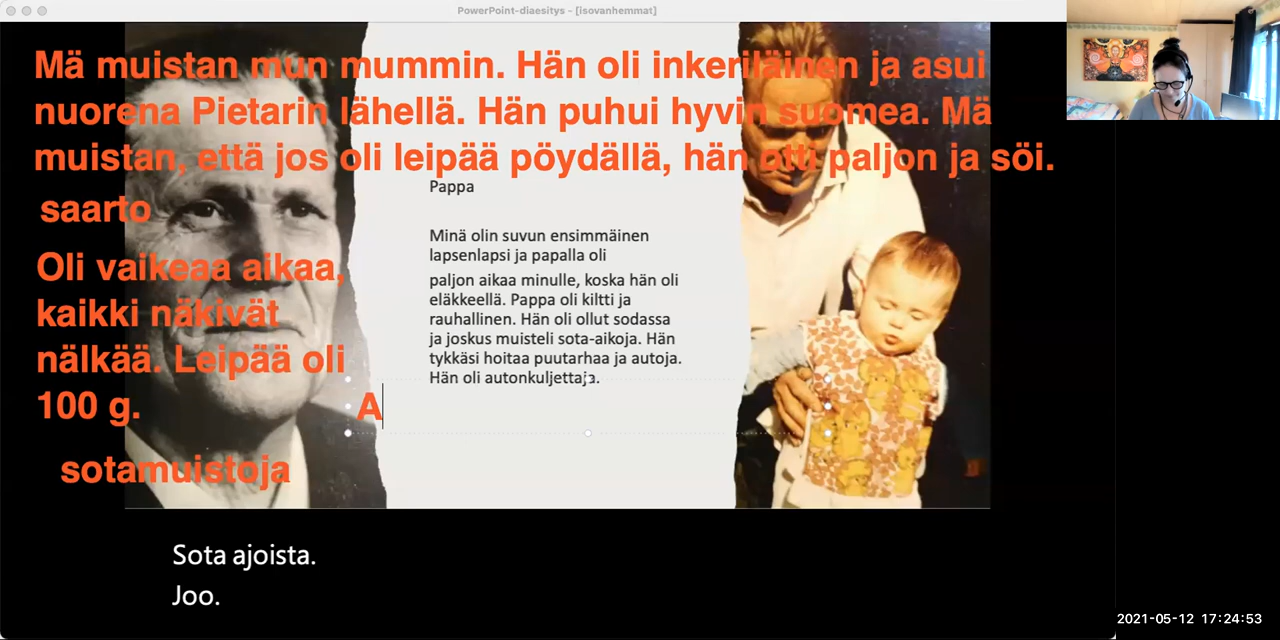 PowerPoint-diaesitys - [isovanhemmat]
Mä muistan mun mummin. Hän oli inkeriläinen ja asui
nuorena Pietarin lähellä. Hän puhui hyvin suomea. Mä
muistan, että jos oli leipää pöydällä, hän otti paljon ja söi.
saarto
Oli vaikeaa aikaa,
kaikki näkivät
nälkää. Leipää oli
100 g.
A
sotamuistoja
Pappa
Minä olin suvun ensimmäinen
lapsenlapsi ja papalla oli
paljon aikaa minulle, koska hän oli
eläkkeellä. Pappa oli kiltti ja
rauhallinen. Hän oli ollut sodassa
ja joskus muisteli sota-aikoja. Hän
tykkäsi hoitaa puutarhaa ja autoja.
Hän oli autonkuljettaja.
Sota ajoista.
Joo.
2021-05-12 17:24:53